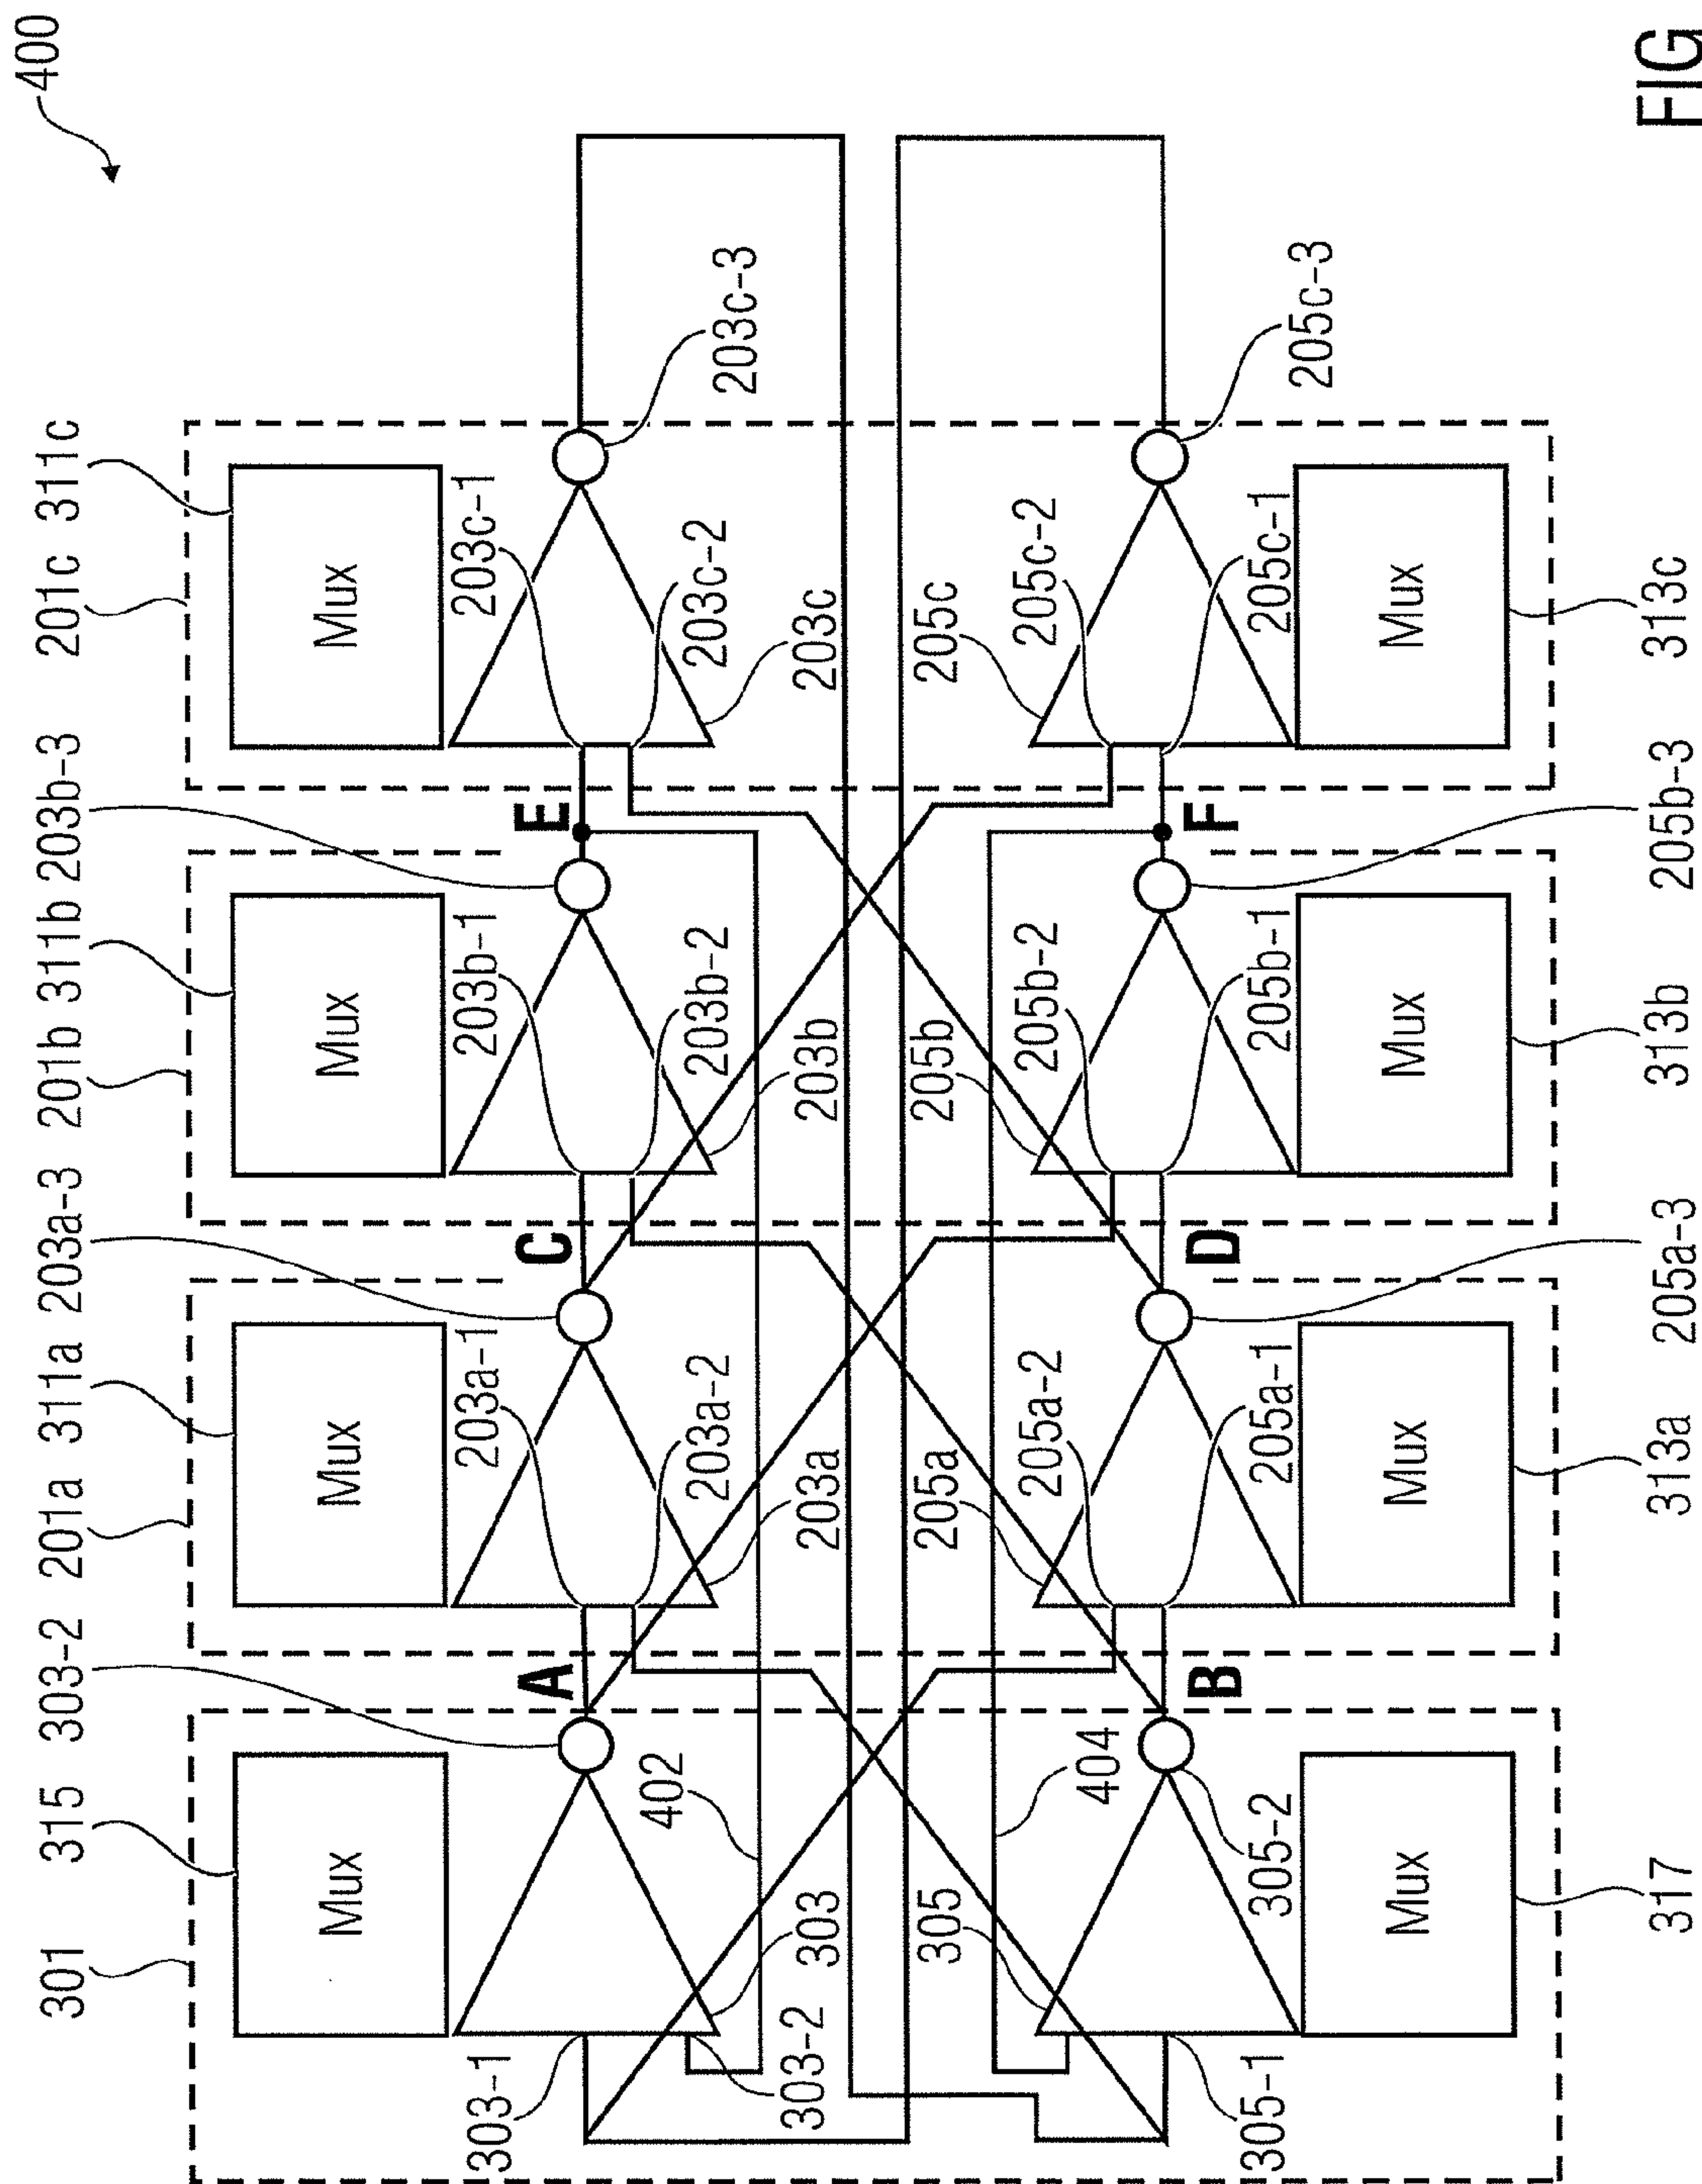 400
301 315 303-2 201a 311a 203a-3 201b 311b 203b-3 201c 311c
Mux Mux Mux Mux
203a-1 203b-1 203c-1
A C E
303-1
402
203a-2 203b-2 203c-2 203c-3
303-2 303 203a 203b 203c
305 205a 205b 205c
404
205a-2 205b-2 205c-2
B D F
305-1 305-2 205a-1 205b-1 205c-1 205c-3
Mux Mux Mux Mux
317 313a 205a-3 313b 205b-3 313c
FIG